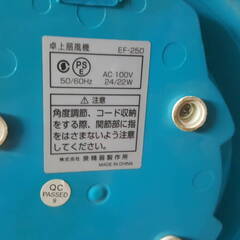 卓上扇風機 EF-250
PS
E
50/60Hz
AC 100V
24/22W
⚠ 注意
角度調節、コード収納
をする際、関節部に指
をはさまないよう注意
してください。
株式会社 泉精器製作所
MADE IN CHINA
QC
PASSED
9